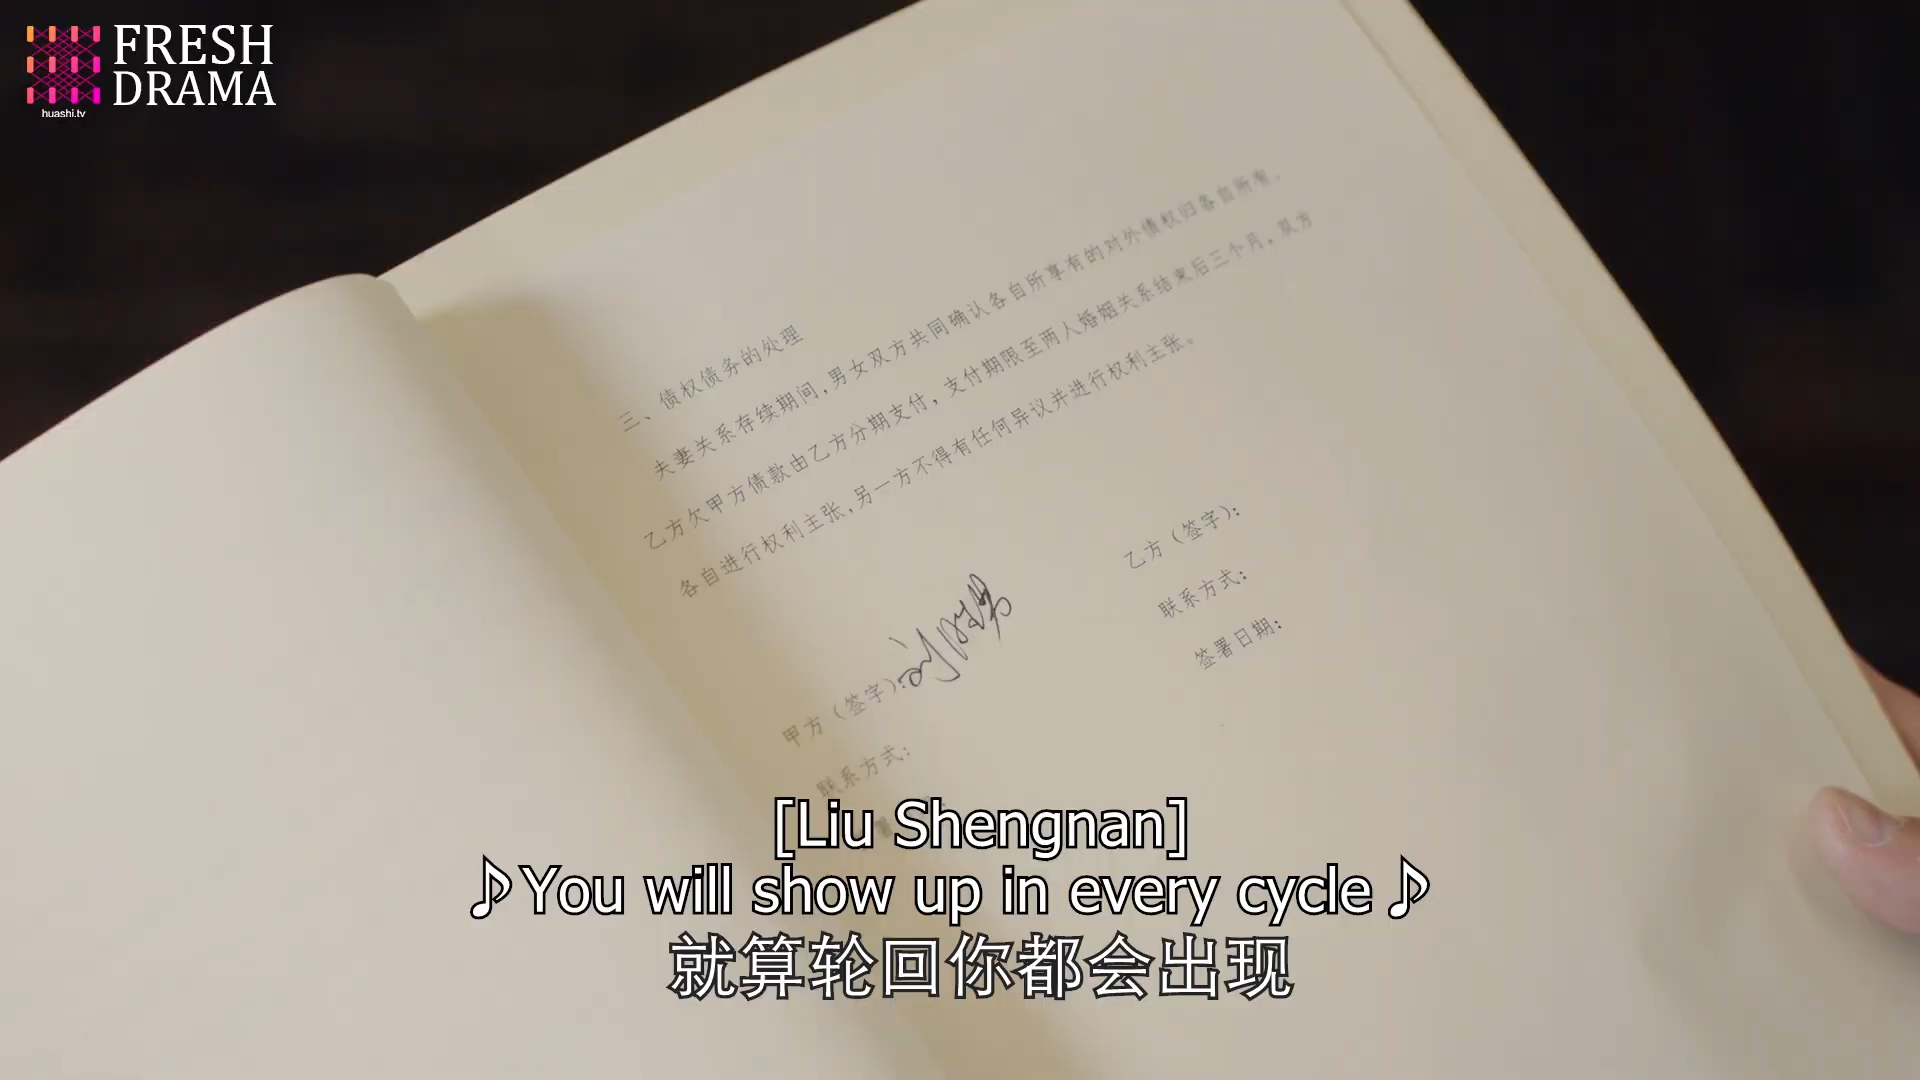 FRESH
DRAMA
huashi.tv
三、债权债务的处理
夫妻关系存续期间,男女双方共同确认各自所享有的对外债权归各自所有。
乙方欠甲方债款由乙方分期支付，支付期限至两人婚姻关系结束后三个月，双方
各自进行权利主张,另一方不得有任何异议并进行权利主张。
甲方（签字）:刘胜男
乙方（签字）:
联系方式:
联系方式:
签署日期:
署
[Liu Shengnan]
♪You will show up in every cycle♪
就算轮回你都会出现